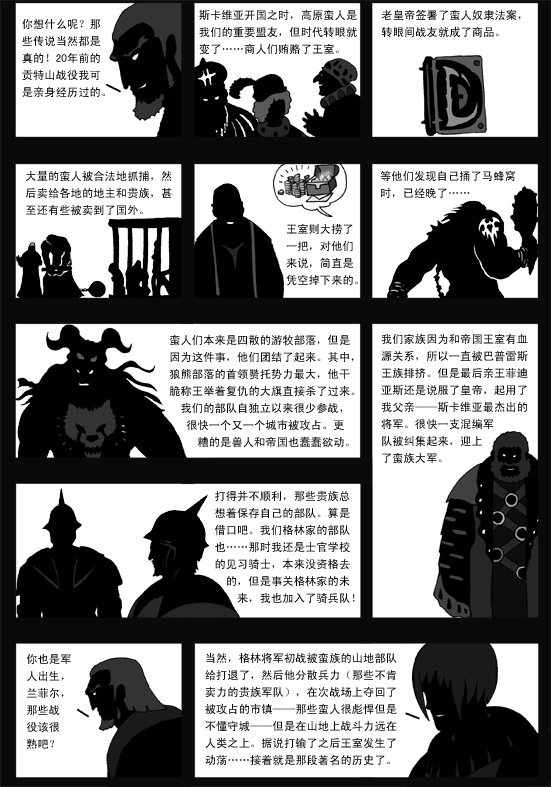 你想什么呢？那
些传说当然都是
真的！20年前的
贡特山战役我可
是亲身经历过的。
斯卡维亚开国之时，高原蛮人是
我们的重要盟友，但时代转眼就
变了……商人们贿赂了王室。
老皇帝签署了蛮人奴隶法案，
转眼间战友就成了商品。
大量的蛮人被合法地抓捕，然
后卖给各地的地主和贵族，甚
至还有些被卖到了国外。
王室则大捞了
一把，对他们
来说，简直是
凭空掉下来的。
等他们发现自己捅了马蜂窝
时，已经晚了……
蛮人们本来是四散的游牧部落，但是
因为这件事，他们团结了起来。其中，
狼熊部落的首领赞托势力最大，他干
脆称王举着复仇的大旗直接杀了过来。
我们的部队自独立以来很少参战，
很快一个又一个城市被攻占。更
糟的是兽人和帝国也蠢蠢欲动。
我们家族因为和帝国王室有血
源关系，所以一直被巴普雷斯
王族排挤。但是最后亲王菲迪
亚斯还是说服了皇帝，起用了
我父亲——斯卡维亚最杰出的
将军。很快一支混编军
队被纠集起来，迎上
了蛮族大军。
打得并不顺利，那些贵族总
想着保存自己的部队。算是
借口吧。我们格林家的部队
也……那时我还是士官学校
的见习骑士，本来没资格去
的，但是事关格林家的未
来，我也加入了骑兵队！
你也是军
人出生，
兰菲尔，
那些战
役该很
熟吧？
当然，格林将军初战被蛮族的山地部队
给打退了，然后他分散兵力（那些不肯
卖力的贵族军队），在次战场上夺回了
被攻占的市镇——那些蛮人很彪悍但是
不懂守城——但是在山地上战斗力远在
人类之上。据说打输了之后王室发生了
动荡……接着就是那段著名的历史了。